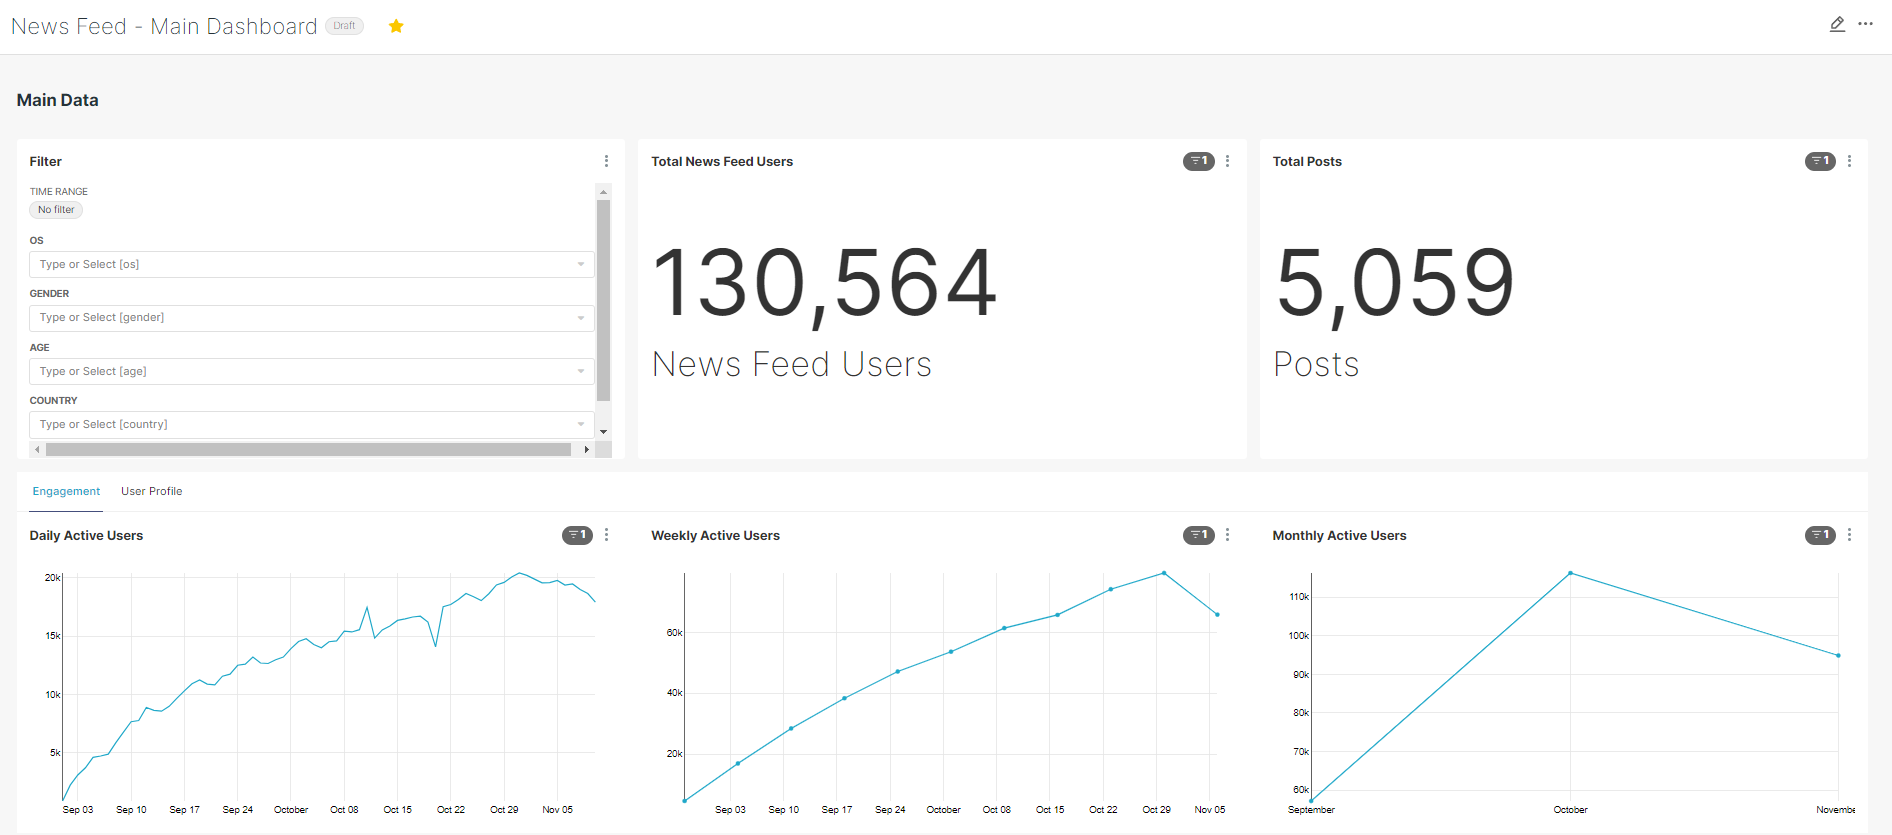 News Feed - Main Dashboard Draft
Main Data
Filter
TIME RANGE
No filter
OS
Type or Select [os]
GENDER
Type or Select [gender]
AGE
Type or Select [age]
COUNTRY
Type or Select [country]
Total News Feed Users 1
130,564
News Feed Users
Total Posts 1
5,059
Posts
Engagement User Profile
Daily Active Users 1
20k
15k
10k
5k
Sep 03 Sep 10 Sep 17 Sep 24 October Oct 08 Oct 15 Oct 22 Oct 29 Nov 05
Weekly Active Users 1
60k
40k
20k
Sep 03 Sep 10 Sep 17 Sep 24 October Oct 08 Oct 15 Oct 22 Oct 29 Nov 05
Monthly Active Users 1
110k
100k
90k
80k
70k
60k
September October Novembe